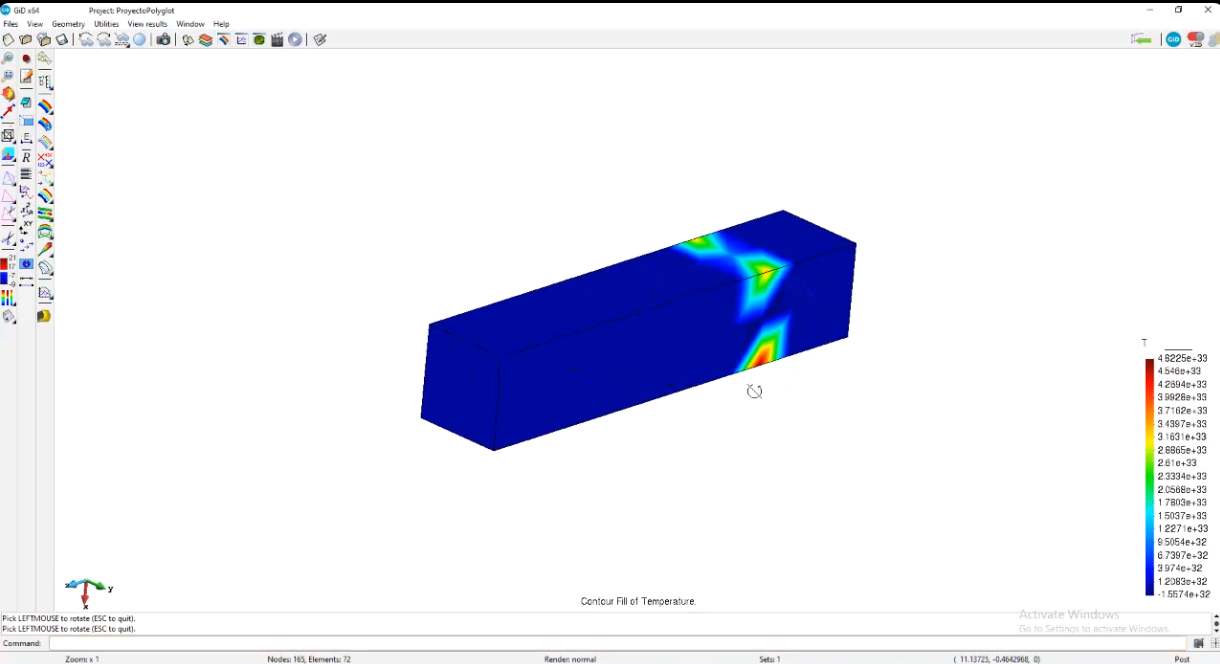 GiD x64 Project: ProyectoPolyglot
Files View Geometry Utilities View results Window Help
T
4.8225e+33
4.546e+33
4.2694e+33
3.9928e+33
3.7162e+33
3.4397e+33
3.1631e+33
2.8865e+33
2.61e+33
2.3334e+33
2.0568e+33
1.7803e+33
1.5037e+33
1.2271e+33
9.5054e+32
6.7397e+32
3.974e+32
1.2083e+32
-1.5574e+32
z y
x
Contour Fill of Temperature.
Activate Windows
Go to Settings to activate Windows.
Pick LEFTMOUSE to rotate (ESC to quit).
Pick LEFTMOUSE to rotate (ESC to quit).
Command:
Zoom: x 1 Nodes: 165, Elements: 72 Render: normal Sets: 1 ( 11.13725, -0.4642968, 0) Post